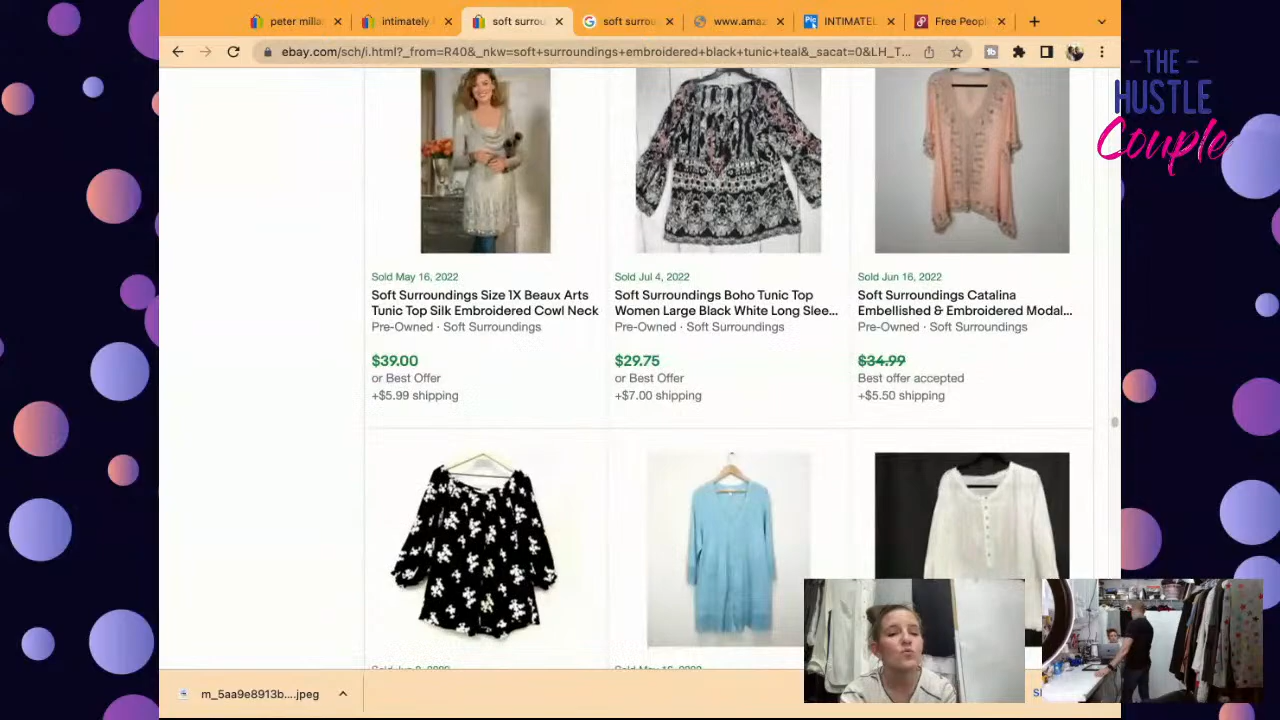 peter milla
intimately
soft surrou
soft surrou
www.amaz
INTIMATEL
Free People
ebay.com/sch/i.html?_from=R40&_nkw=soft+surroundings+embroidered+black+tunic+teal&_sacat=0&LH_T...
- THE -
HUSTLE
Couple
Sold May 16, 2022
Soft Surroundings Size 1X Beaux Arts
Tunic Top Silk Embroidered Cowl Neck
Pre-Owned · Soft Surroundings
$39.00
or Best Offer
+$5.99 shipping
Sold Jul 4, 2022
Soft Surroundings Boho Tunic Top
Women Large Black White Long Slee...
Pre-Owned · Soft Surroundings
$29.75
or Best Offer
+$7.00 shipping
Sold Jun 16, 2022
Soft Surroundings Catalina
Embellished & Embroidered Modal...
Pre-Owned · Soft Surroundings
$34.99
Best offer accepted
+$5.50 shipping
m_5aa9e8913b....jpeg